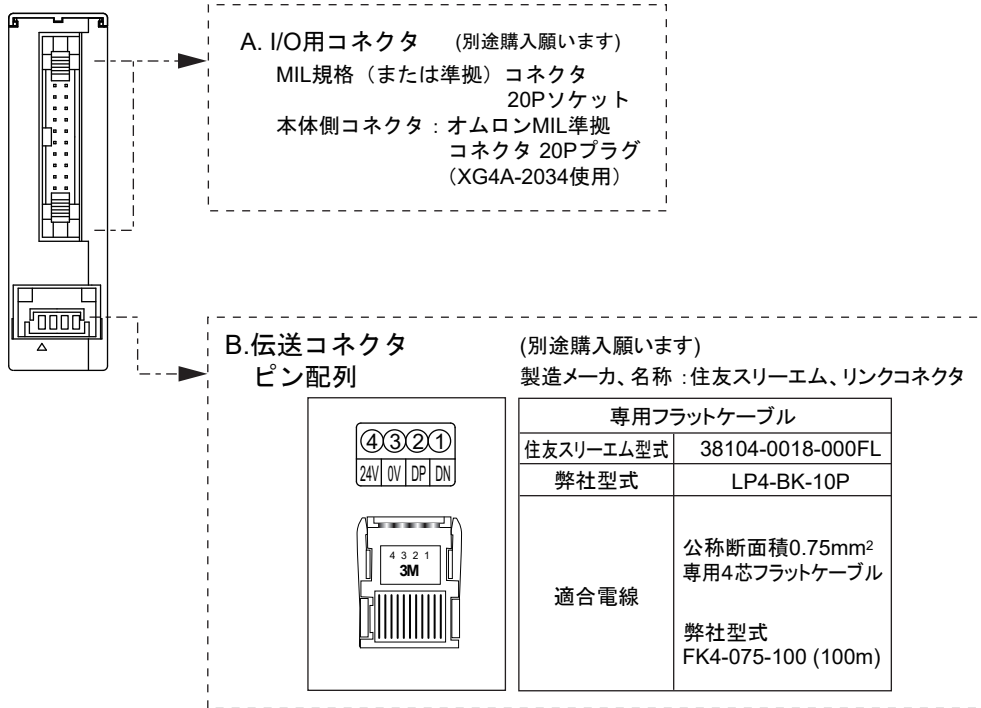 A. I/O用コネクタ (別途購入願います)
MIL規格（または準拠）コネクタ
20Pソケット
本体側コネクタ：オムロンMIL準拠
コネクタ 20Pプラグ
（XG4A-2034使用）
B.伝送コネクタ
ピン配列
(別途購入願います)
製造メーカ、名称：住友スリーエム、リンクコネクタ
④③②①
24V 0V DP DN
4 3 2 1
3M
専用フラットケーブル
住友スリーエム型式 38104-0018-000FL
弊社型式 LP4-BK-10P
適合電線
公称断面積0.75mm²
専用4芯フラットケーブル
弊社型式
FK4-075-100 (100m)